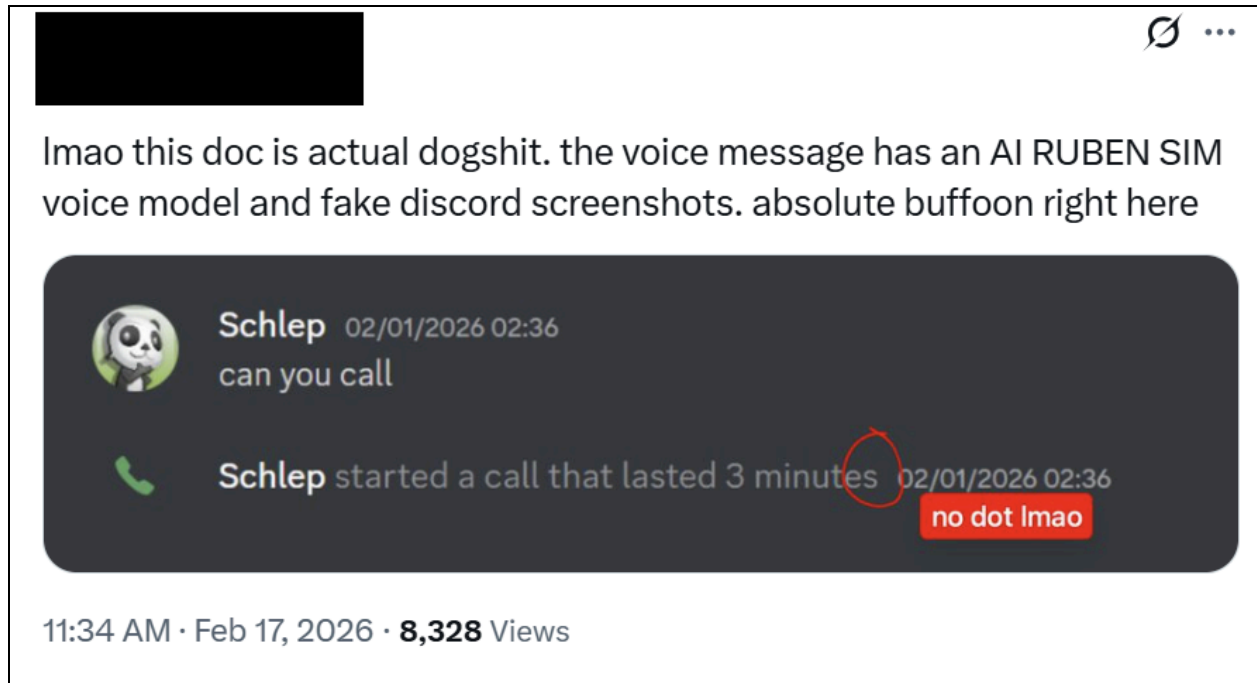 lmao this doc is actual dogshit. the voice message has an AI RUBEN SIM
voice model and fake discord screenshots. absolute buffoon right here
Schlep 02/01/2026 02:36
can you call
Schlep started a call that lasted 3 minutes 02/01/2026 02:36
no dot lmao
11:34 AM · Feb 17, 2026 · 8,328 Views